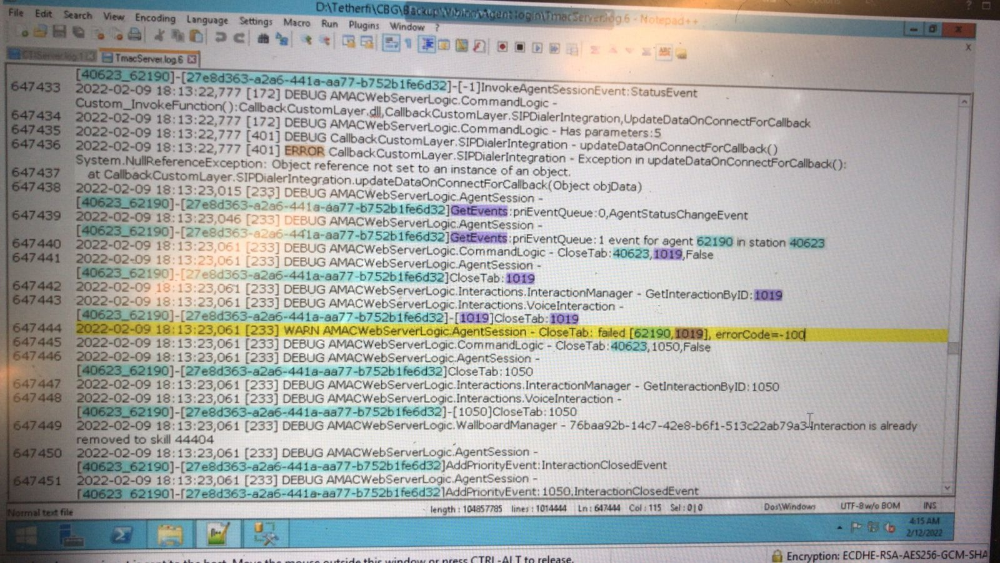 D:\Tetherfi\CBG\Backup\Vibin\Agent login\TmacServer.log.6 - Notepad++
File Edit Search View Encoding Language Settings Macro Run Plugins Window ?
TmacServer.log.6
[40623_62190]-[27e8d363-a2a6-441a-aa77-b752b1fe6d32]-[-1]InvokeAgentSessionEvent:StatusEvent
647433 2022-02-09 18:13:22,777 [172] DEBUG AMACWebServerLogic.CommandLogic -
Custom_InvokeFunction():CallbackCustomLayer.dll,CallbackCustomLayer.SIPDialerIntegration,UpdateDataOnConnectForCallback
647434 2022-02-09 18:13:22,777 [172] DEBUG AMACWebServerLogic.CommandLogic - Has parameters:5
647435 2022-02-09 18:13:22,777 [401] DEBUG CallbackCustomLayer.SIPDialerIntegration - updateDataOnConnectForCallback()
647436 2022-02-09 18:13:22,777 [401] ERROR CallbackCustomLayer.SIPDialerIntegration - Exception in updateDataOnConnectForCallback():
System.NullReferenceException: Object reference not set to an instance of an object.
647437 at CallbackCustomLayer.SIPDialerIntegration.updateDataOnConnectForCallback(Object objData)
647438 2022-02-09 18:13:23,015 [233] DEBUG AMACWebServerLogic.AgentSession -
[40623_62190]-[27e8d363-a2a6-441a-aa77-b752b1fe6d32]GetEvents:priEventQueue:0,AgentStatusChangeEvent
647439 2022-02-09 18:13:23,046 [233] DEBUG AMACWebServerLogic.AgentSession -
[40623_62190]-[27e8d363-a2a6-441a-aa77-b752b1fe6d32]GetEvents:priEventQueue:1 event for agent 62190 in station 40623
647440 2022-02-09 18:13:23,061 [233] DEBUG AMACWebServerLogic.CommandLogic - CloseTab:40623,1019,False
647441 2022-02-09 18:13:23,061 [233] DEBUG AMACWebServerLogic.AgentSession -
[40623_62190]-[27e8d363-a2a6-441a-aa77-b752b1fe6d32]CloseTab:1019
647442 2022-02-09 18:13:23,061 [233] DEBUG AMACWebServerLogic.Interactions.InteractionManager - GetInteractionByID:1019
647443 2022-02-09 18:13:23,061 [233] DEBUG AMACWebServerLogic.Interactions.VoiceInteraction -
[40623_62190]-[27e8d363-a2a6-441a-aa77-b752b1fe6d32]-[1019]CloseTab:1019
647444 2022-02-09 18:13:23,061 [233] WARN AMACWebServerLogic.AgentSession - CloseTab: failed [62190,1019], errorCode=-100
647445 2022-02-09 18:13:23,061 [233] DEBUG AMACWebServerLogic.CommandLogic - CloseTab:40623,1050,False
647446 2022-02-09 18:13:23,061 [233] DEBUG AMACWebServerLogic.AgentSession -
[40623_62190]-[27e8d363-a2a6-441a-aa77-b752b1fe6d32]CloseTab:1050
647447 2022-02-09 18:13:23,061 [233] DEBUG AMACWebServerLogic.Interactions.InteractionManager - GetInteractionByID:1050
647448 2022-02-09 18:13:23,061 [233] DEBUG AMACWebServerLogic.Interactions.VoiceInteraction -
[40623_62190]-[27e8d363-a2a6-441a-aa77-b752b1fe6d32]-[1050]CloseTab:1050
647449 2022-02-09 18:13:23,061 [233] DEBUG AMACWebServerLogic.WallboardManager - 76baa92b-14c7-42e8-b6f1-513c22ab79a3-Interaction is already
removed to skill 44404
647450 2022-02-09 18:13:23,061 [233] DEBUG AMACWebServerLogic.AgentSession -
[40623_62190]-[27e8d363-a2a6-441a-aa77-b752b1fe6d32]AddPriorityEvent:InteractionClosedEvent
647451 2022-02-09 18:13:23,061 [233] DEBUG AMACWebServerLogic.AgentSession -
[40623_62190]-[27e8d363-a2a6-441a-aa77-b752b1fe6d32]AddPriorityEvent: 1050,InteractionClosedEvent
Normal text file length : 104857785 lines : 1014444 Ln : 647444 Col : 115 Sel : 0 | 0 Dos\Windows UTF-8 w/o BOM INS
4:15 AM
2/12/2022
Move the mouse outside this window or press CTRL-ALT to release.
Encryption: ECDHE-RSA-AES256-GCM-SHA